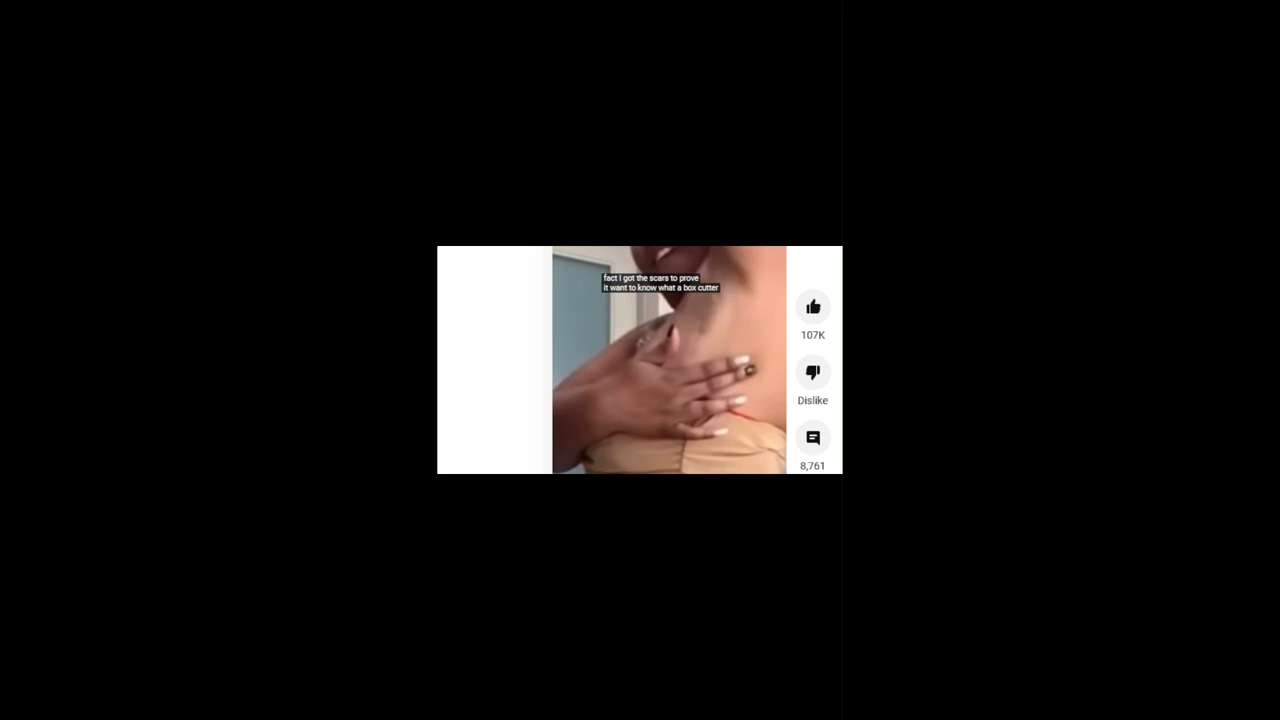 fact I got the scars to prove
it want to know what a box cutter
107K
Dislike
8,761